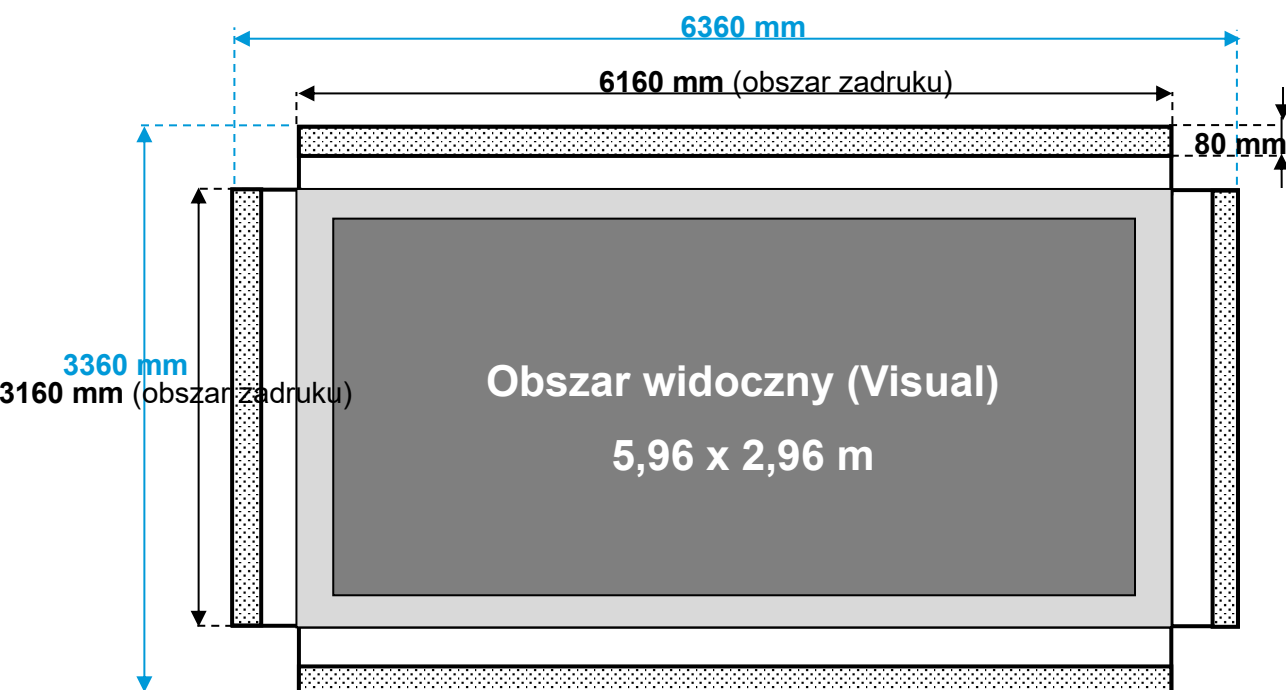 6360 mm
6160 mm (obszar zadruku)
80 mm
3360 mm
3160 mm (obszar zadruku)
Obszar widoczny (Visual)
5,96 x 2,96 m